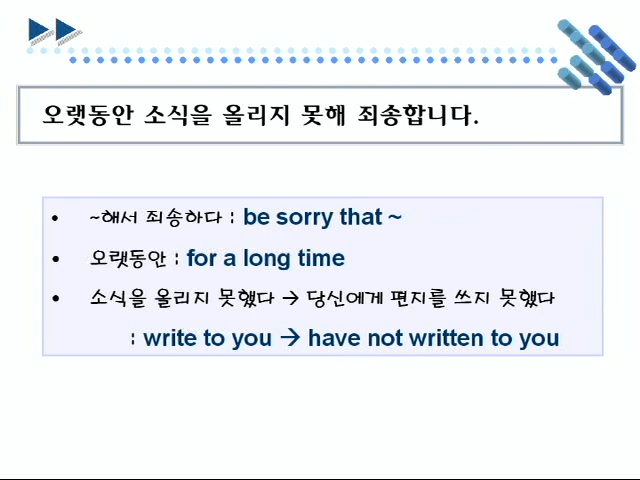 오랫동안 소식을 올리지 못해 죄송합니다.
• ~해서 죄송하다 : be sorry that ~
• 오랫동안 : for a long time
• 소식을 올리지 못했다 → 당신에게 편지를 쓰지 못했다
: write to you → have not written to you